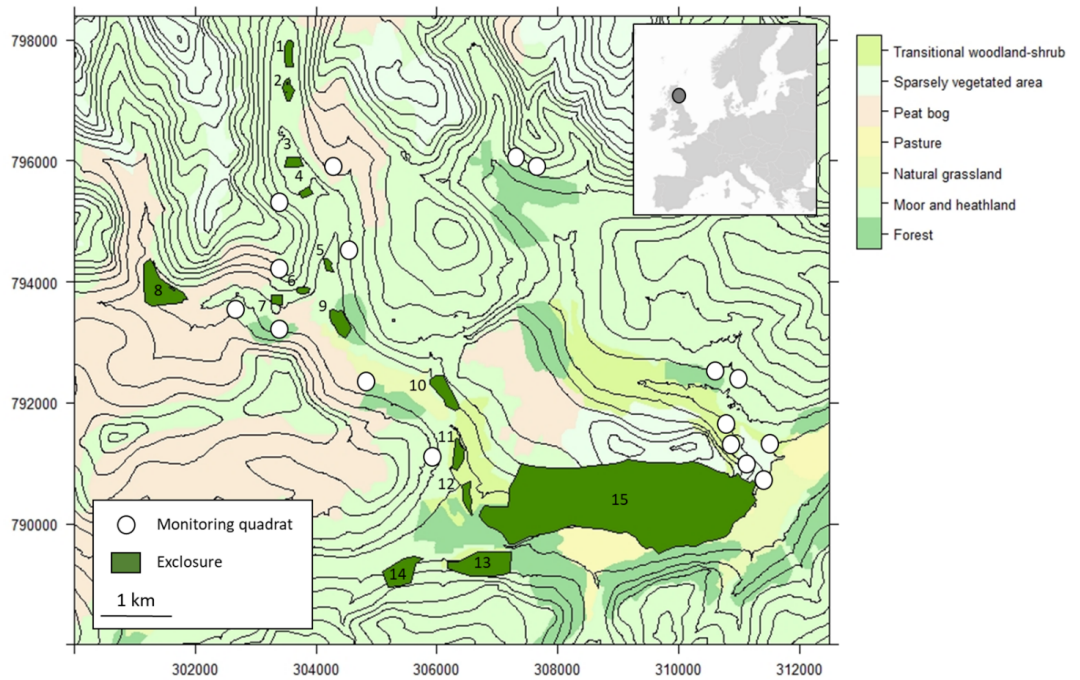 798000
796000
794000
792000
790000
302000
304000
306000
308000
310000
312000
1
2
3
4
5
6
7
8
9
10
11
12
13
14
15
Monitoring quadrat
Exclosure
1 km
Transitional woodland-shrub
Sparsely vegetated area
Peat bog
Pasture
Natural grassland
Moor and heathland
Forest